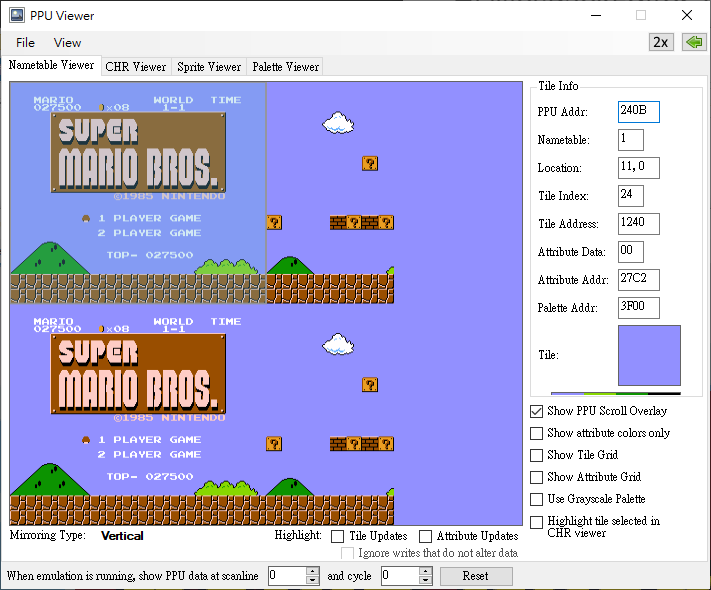 PPU Viewer
File View
2x
Nametable Viewer CHR Viewer Sprite Viewer Palette Viewer
MARIO WORLD TIME
027500 ×08 1-1
SUPER
MARIO BROS.
©1985 NINTENDO
1 PLAYER GAME
2 PLAYER GAME
TOP- 027500
? ? ? ?
MARIO WORLD TIME
027500 ×08 1-1
SUPER
MARIO BROS.
©1985 NINTENDO
1 PLAYER GAME
2 PLAYER GAME
TOP- 027500
? ? ? ?
Tile Info
PPU Addr: 240B
Nametable: 1
Location: 11, 0
Tile Index: 24
Tile Address: 1240
Attribute Data: 00
Attribute Addr: 27C2
Palette Addr: 3F00
Tile:
Show PPU Scroll Overlay
Show attribute colors only
Show Tile Grid
Show Attribute Grid
Use Grayscale Palette
Highlight tile selected in
CHR viewer
Mirroring Type: Vertical Highlight: Tile Updates Attribute Updates
Ignore writes that do not alter data
When emulation is running, show PPU data at scanline 0 and cycle 0 Reset